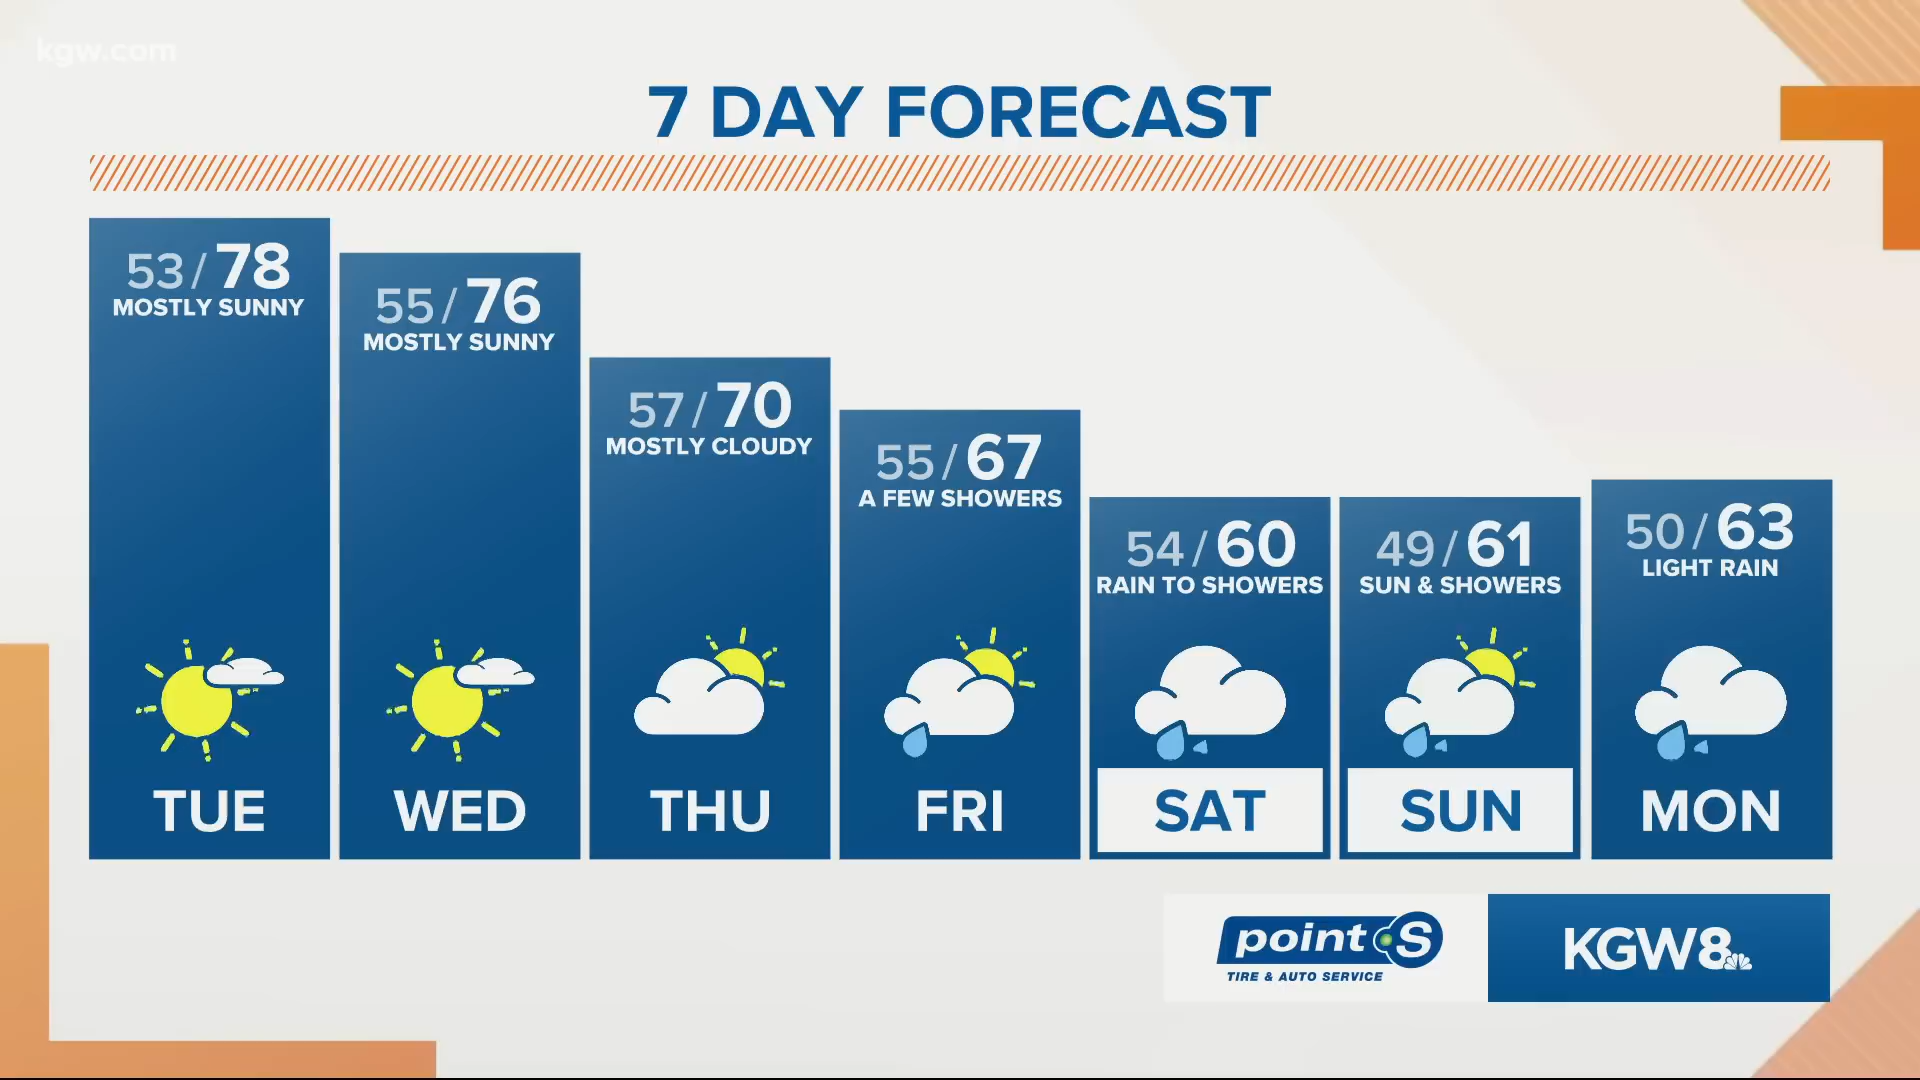 kgw.com
7 DAY FORECAST
53/78
MOSTLY SUNNY
TUE
55/76
MOSTLY SUNNY
WED
57/70
MOSTLY CLOUDY
THU
55/67
A FEW SHOWERS
FRI
54/60
RAIN TO SHOWERS
SAT
49/61
SUN & SHOWERS
SUN
50/63
LIGHT RAIN
MON
point S
TIRE & AUTO SERVICE
KGW8